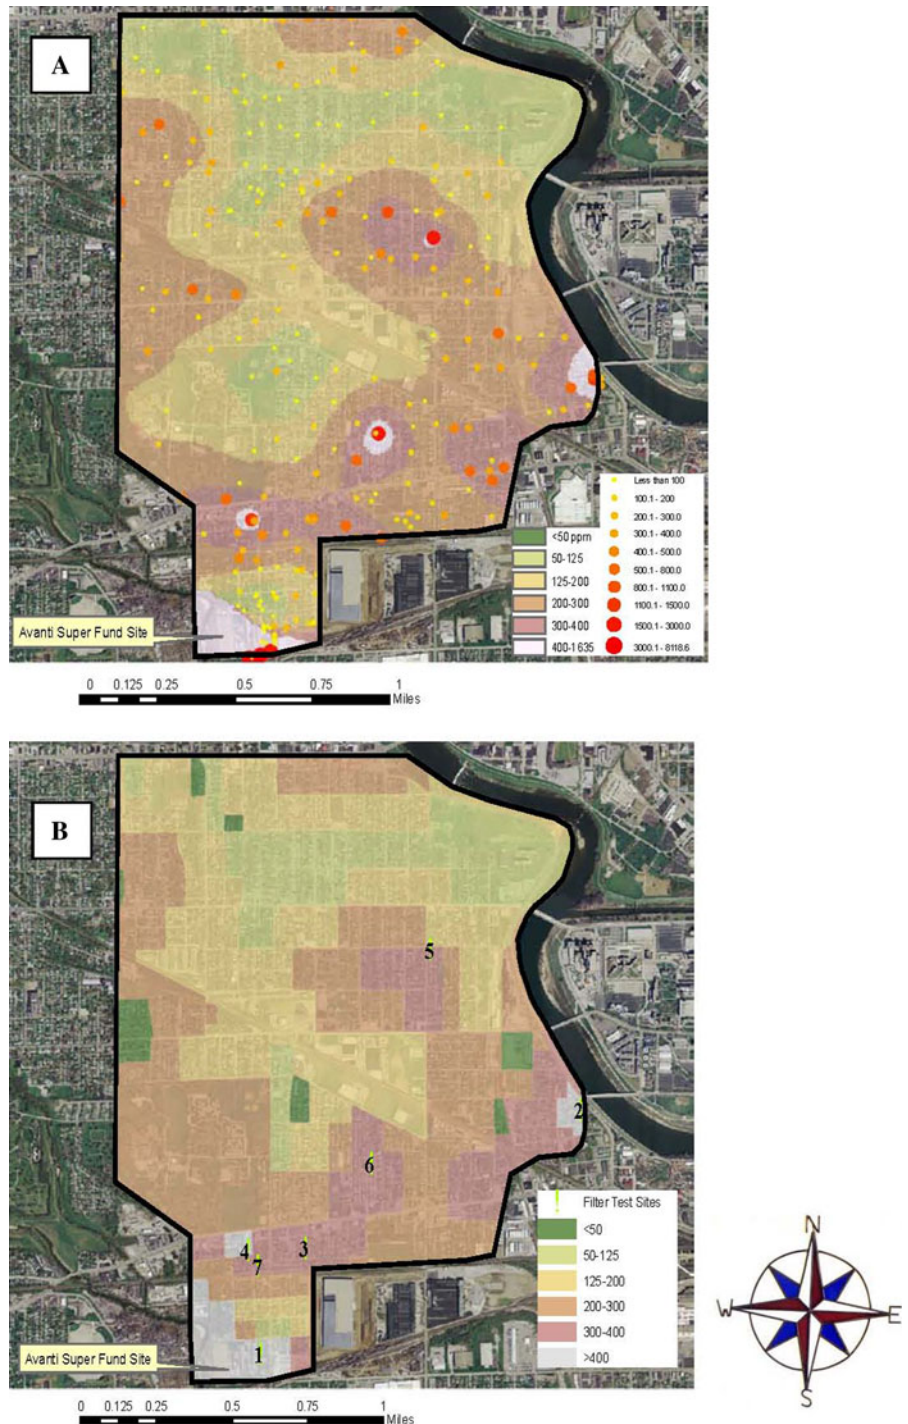 A
Less than 100
100.1 - 200
200.1 - 300.0
300.1 - 400.0
400.1 - 500.0
500.1 - 800.0
800.1 - 1100.0
1100.1 - 1500.0
1500.1 - 3000.0
3000.1 - 8118.6
<50 ppm
50-125
125-200
200-300
300-400
400-1635
Avanti Super Fund Site
0 0.125 0.25 0.5 0.75 1
Miles
B
5
2
6
4
3
7
1
Filter Test Sites
<50
50-125
125-200
200-300
300-400
>400
Avanti Super Fund Site
0 0.125 0.25 0.5 0.75 1
Miles
N
W
E
S